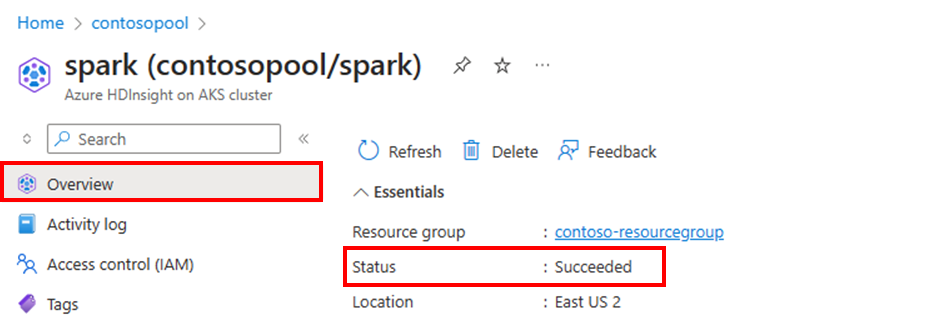 Home > contosopool >
spark (contosopool/spark) ...
Azure HDInsight on AKS cluster
Search «
Overview
Activity log
Access control (IAM)
Tags
Refresh Delete Feedback
Essentials
Resource group : contoso-resourcegroup
Status : Succeeded
Location : East US 2